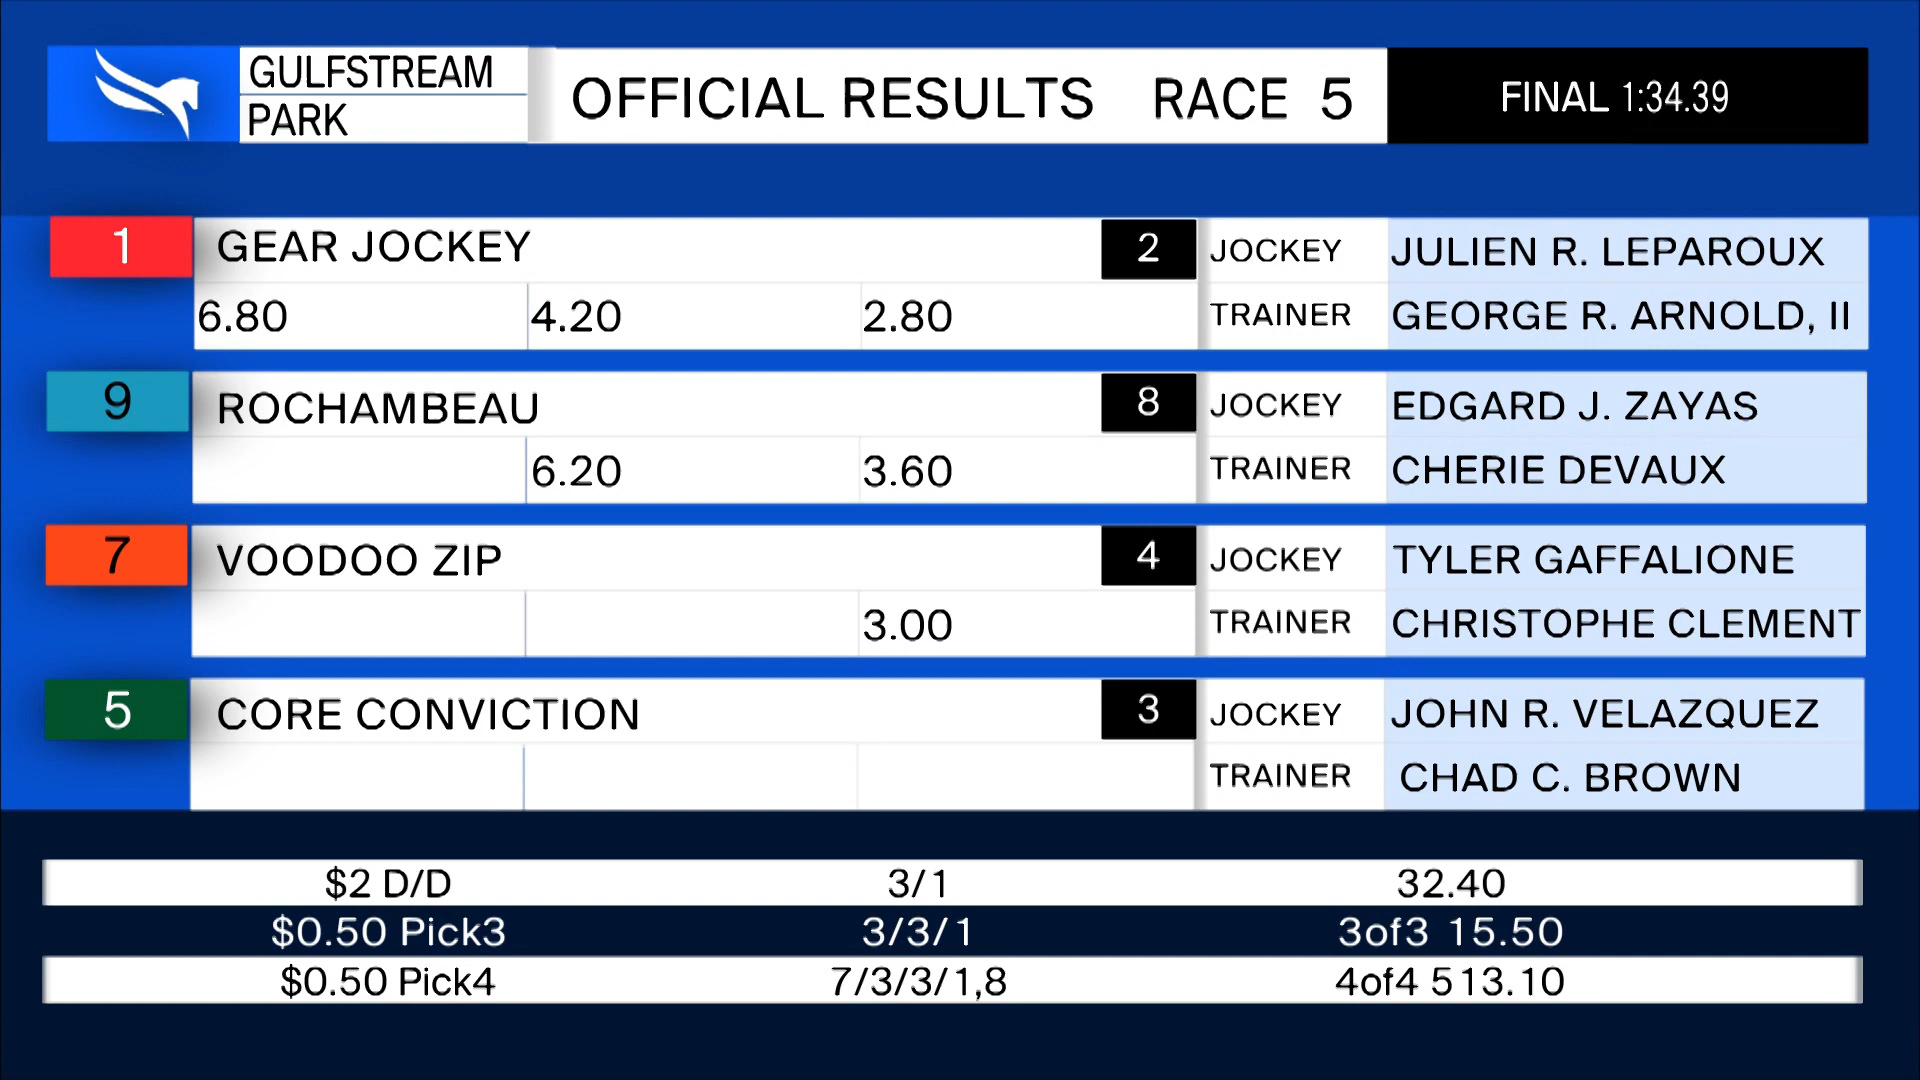 GULFSTREAM
PARK
OFFICIAL RESULTS RACE 5
FINAL 1:34.39
1 GEAR JOCKEY 2 JOCKEY JULIEN R. LEPAROUX
6.80 4.20 2.80 TRAINER GEORGE R. ARNOLD, II
9 ROCHAMBEAU 8 JOCKEY EDGARD J. ZAYAS
6.20 3.60 TRAINER CHERIE DEVAUX
7 VOODOO ZIP 4 JOCKEY TYLER GAFFALIONE
3.00 TRAINER CHRISTOPHE CLEMENT
5 CORE CONVICTION 3 JOCKEY JOHN R. VELAZQUEZ
TRAINER CHAD C. BROWN
$2 D/D 3/1 32.40
$0.50 Pick3 3/3/1 3of3 15.50
$0.50 Pick4 7/3/3/1,8 4of4 513.10